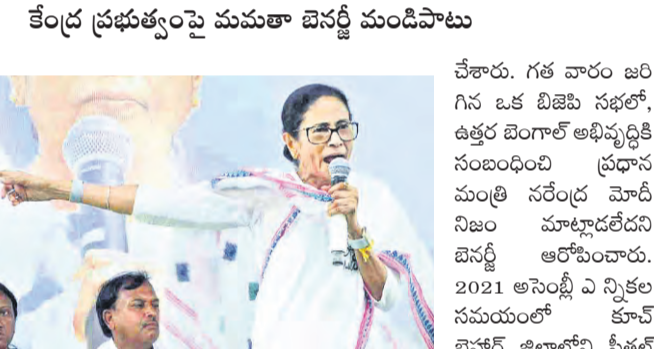 కేంద్ర ప్రభుత్వంపై మమతా బెనర్జీ మండిపాటు
చేశారు. గత వారం జరి
గిన ఒక బిజెపి సభలో,
ఉత్తర బెంగాల్ అభివృద్ధికి
సంబంధించి ప్రధాన
మంత్రి నరేంద్ర మోదీ
నిజం మాట్లాడలేదని
బెనర్జీ ఆరోపించారు.
2021 అసెంబ్లీ ఎ న్నికల
సమయంలో కూచ్